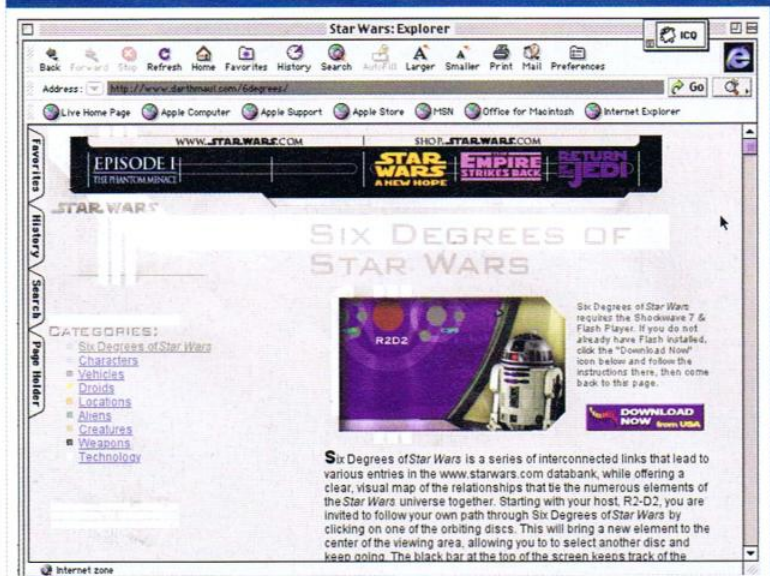 Star Wars: Explorer
ICQ
Back Forward Stop Refresh Home Favorites History Search AutoFill Larger Smaller Print Mail Preferences
Address: http://www.darthmaul.com/6degrees/ Go
Live Home Page Apple Computer Apple Support Apple Store MSN Office for Macintosh Internet Explorer
Favorites
History
Search
Page Holder
WWW.STARWARS.COM SHOP.STARWARS.COM
EPISODE I
THE PHANTOM MENACE
STAR WARS
A NEW HOPE
EMPIRE
STRIKES BACK
RETURN
OF THE
JEDI
STAR WARS
SIX DEGREES OF
STAR WARS
CATEGORIES:
Six Degrees of Star Wars
Characters
Vehicles
Droids
Locations
Aliens
Creatures
Weapons
Technology
R2D2
Six Degrees of Star Wars
requires the Shockwave 7 &
Flash Player. If you do not
already have Flash installed,
click the "Download Now"
icon below and follow the
instructions there, then come
back to this page.
DOWNLOAD
NOW from USA
Six Degrees of Star Wars is a series of interconnected links that lead to
various entries in the www.starwars.com databank, while offering a
clear, visual map of the relationships that tie the numerous elements of
the Star Wars universe together. Starting with your host, R2-D2, you are
invited to follow your own path through Six Degrees of Star Wars by
clicking on one of the orbiting discs. This will bring a new element to the
center of the viewing area, allowing you to to select another disc and
keep going. The black bar at the top of the screen keeps track of the
Internet zone